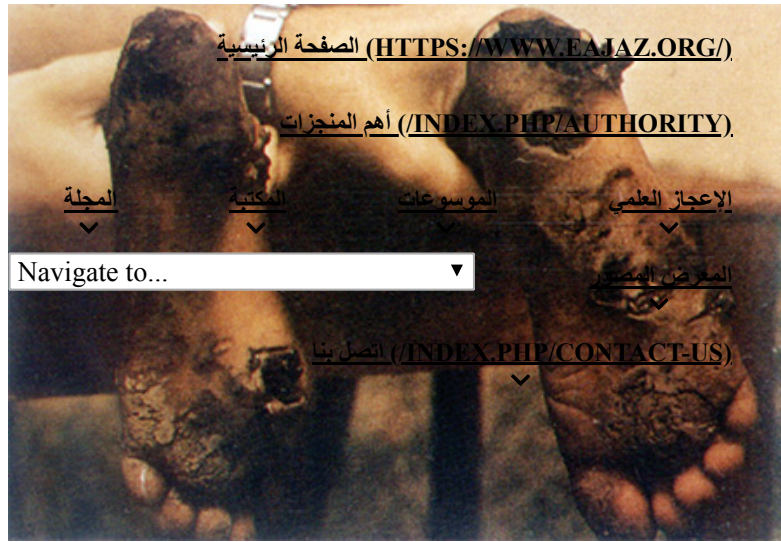 الصفحة الرئيسية (HTTPS://WWW.EAJAZ.ORG/)
أهم المنجزات (/INDEX.PHP/AUTHORITY)
الإعجاز العلمي الموسوعات المكتبة المجلة
Navigate to...
المعرض المصور
اتصل بنا (/INDEX.PHP/CONTACT-US)